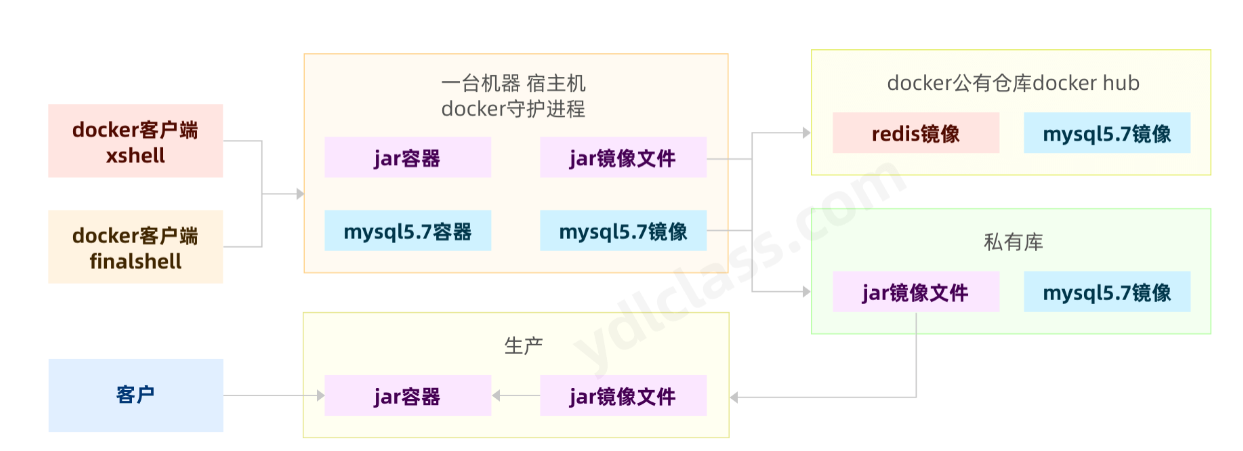 docker客户端
xshell
docker客户端
finalshell
一台机器 宿主机
docker守护进程
jar容器
jar镜像文件
mysql5.7容器
mysql5.7镜像
docker公有仓库docker hub
redis镜像
mysql5.7镜像
私有库
jar镜像文件
mysql5.7镜像
客户
生产
jar容器
jar镜像文件
ydlclass.com